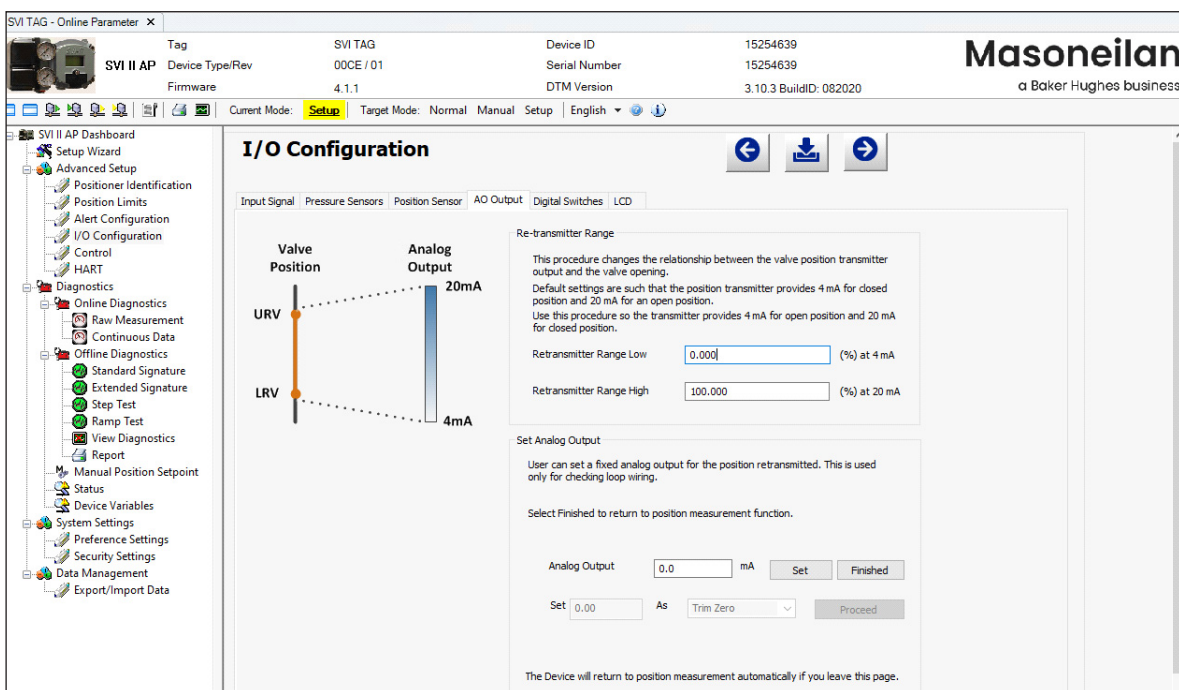 SVI TAG - Online Parameter ✕
SVI II AP
Tag SVI TAG Device ID 15254639
Device Type/Rev 00CE / 01 Serial Number 15254639
Firmware 4.1.1 DTM Version 3.10.3 BuildID: 082020
Masoneilan
a Baker Hughes business
Current Mode: Setup Target Mode: Normal Manual Setup English
SVI II AP Dashboard
Setup Wizard
Advanced Setup
Positioner Identification
Position Limits
Alert Configuration
I/O Configuration
Control
HART
Diagnostics
Online Diagnostics
Raw Measurement
Continuous Data
Offline Diagnostics
Standard Signature
Extended Signature
Step Test
Ramp Test
View Diagnostics
Report
Manual Position Setpoint
Status
Device Variables
System Settings
Preference Settings
Security Settings
Data Management
Export/Import Data
I/O Configuration
Input Signal Pressure Sensors Position Sensor AO Output Digital Switches LCD
Valve
Position
Analog
Output
20mA
URV
LRV
4mA
Re-transmitter Range
This procedure changes the relationship between the valve position transmitter
output and the valve opening.
Default settings are such that the position transmitter provides 4 mA for closed
position and 20 mA for an open position.
Use this procedure so the transmitter provides 4 mA for open position and 20 mA
for closed position.
Retransmitter Range Low 0.000 (%) at 4 mA
Retransmitter Range High 100.000 (%) at 20 mA
Set Analog Output
User can set a fixed analog output for the position retransmitted. This is used
only for checking loop wiring.
Select Finished to return to position measurement function.
Analog Output 0.0 mA Set Finished
Set 0.00 As Trim Zero Proceed
The Device will return to position measurement automatically if you leave this page.